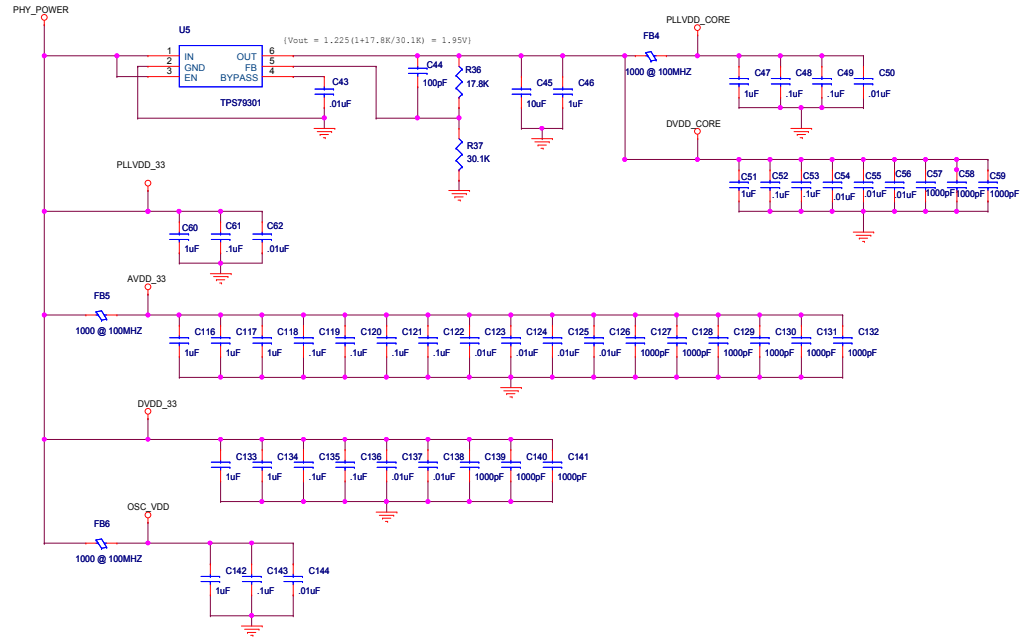 PHY_POWER
U5
{Vout = 1.225(1+17.8K/30.1K) = 1.95V}
1 IN OUT 6
2 GND FB 5
3 EN BYPASS 4
TPS79301
C43
.01uF
C44
100pF
R36
17.8K
R37
30.1K
C45
10uF
C46
1uF
FB4
1000 @ 100MHZ
PLLVDD_CORE
C47 C48 C49 C50
1uF .1uF .1uF .01uF
DVDD_CORE
C51 C52 C53 C54 C55 C56 C57 C58 C59
1uF .1uF .1uF .01uF .01uF .01uF 1000pF 1000pF 1000pF
PLLVDD_33
C60 C61 C62
1uF .1uF .01uF
AVDD_33
FB5
1000 @ 100MHZ
C116 C117 C118 C119 C120 C121 C122 C123 C124 C125 C126 C127 C128 C129 C130 C131 C132
1uF 1uF 1uF .1uF .1uF .1uF .1uF .01uF .01uF .01uF .01uF 1000pF 1000pF 1000pF 1000pF 1000pF 1000pF
DVDD_33
C133 C134 C135 C136 C137 C138 C139 C140 C141
1uF 1uF .1uF .1uF .01uF .01uF 1000pF 1000pF 1000pF
OSC_VDD
FB6
1000 @ 100MHZ
C142 C143 C144
1uF .1uF .01uF